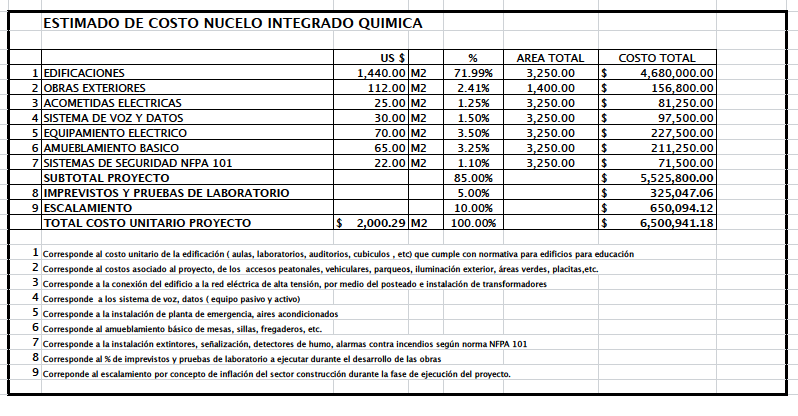 ESTIMADO DE COSTO NUCELO INTEGRADO QUIMICA
US $ % AREA TOTAL COSTO TOTAL
1 EDIFICACIONES 1,440.00 M2 71.99% 3,250.00 $ 4,680,000.00
2 OBRAS EXTERIORES 112.00 M2 2.41% 1,400.00 $ 156,800.00
3 ACOMETIDAS ELECTRICAS 25.00 M2 1.25% 3,250.00 $ 81,250.00
4 SISTEMA DE VOZ Y DATOS 30.00 M2 1.50% 3,250.00 $ 97,500.00
5 EQUIPAMIENTO ELECTRICO 70.00 M2 3.50% 3,250.00 $ 227,500.00
6 AMUEBLAMIENTO BASICO 65.00 M2 3.25% 3,250.00 $ 211,250.00
7 SISTEMAS DE SEGURIDAD NFPA 101 22.00 M2 1.10% 3,250.00 $ 71,500.00
SUBTOTAL PROYECTO 85.00% $ 5,525,800.00
8 IMPREVISTOS Y PRUEBAS DE LABORATORIO 5.00% $ 325,047.06
9 ESCALAMIENTO 10.00% $ 650,094.12
TOTAL COSTO UNITARIO PROYECTO $ 2,000.29 M2 100.00% $ 6,500,941.18
1 Corresponde al costo unitario de la edificación ( aulas, laboratorios, auditorios, cubiculos , etc) que cumple con normativa para edificios para educación
2 Corresponde al costos asociado al proyecto, de los accesos peatonales, vehiculares, parqueos, iluminación exterior, áreas verdes, placitas,etc.
3 Corresponde a la conexión del edificio a la red eléctrica de alta tensión, por medio del posteado e instalación de transformadores
4 Corresponde a los sistema de voz, datos ( equipo pasivo y activo)
5 Corresponde a la instalación de planta de emergencia, aires acondicionados
6 Corresponde al amueblamiento básico de mesas, sillas, fregaderos, etc.
7 Corresponde a la instalación extintores, señalización, detectores de humo, alarmas contra incendios según norma NFPA 101
8 Corresponde al % de imprevistos y pruebas de laboratorio a ejecutar durante el desarrollo de las obras
9 Correponde al escalamiento por concepto de inflación del sector construcción durante la fase de ejecución del proyecto.